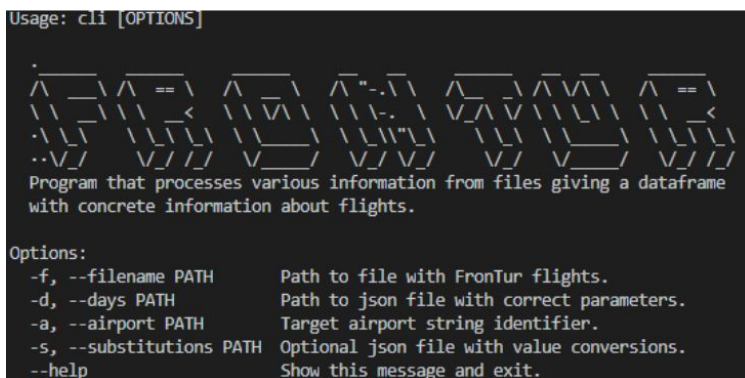 Usage: cli [OPTIONS]
FRONTUR
Program that processes various information from files giving a dataframe
with concrete information about flights.
Options:
-f, --filename PATH Path to file with FronTur flights.
-d, --days PATH Path to json file with correct parameters.
-a, --airport PATH Target airport string identifier.
-s, --substitutions PATH Optional json file with value conversions.
--help Show this message and exit.